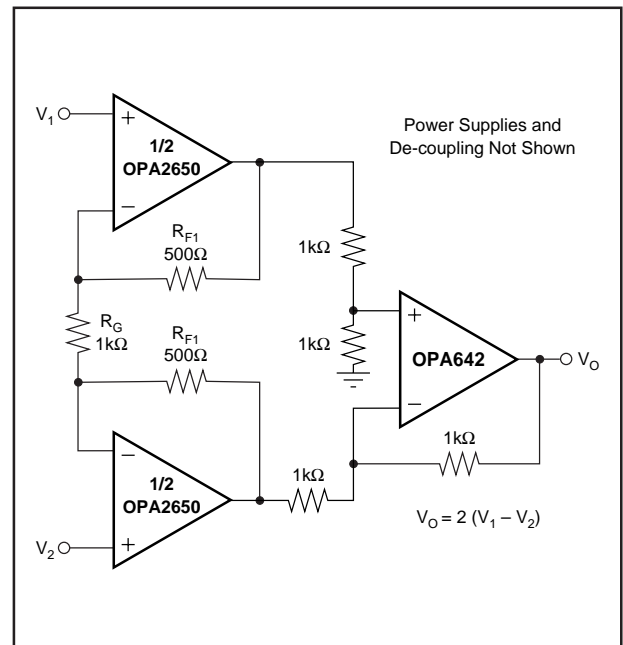 V1
+
1/2
OPA2650
–
Power Supplies and
De-coupling Not Shown
RF1
500Ω
1kΩ
RG
1kΩ
RF1
500Ω
1kΩ
+
OPA642
–
VO
–
1/2
OPA2650
+
V2
1kΩ
1kΩ
VO = 2 (V1 – V2)